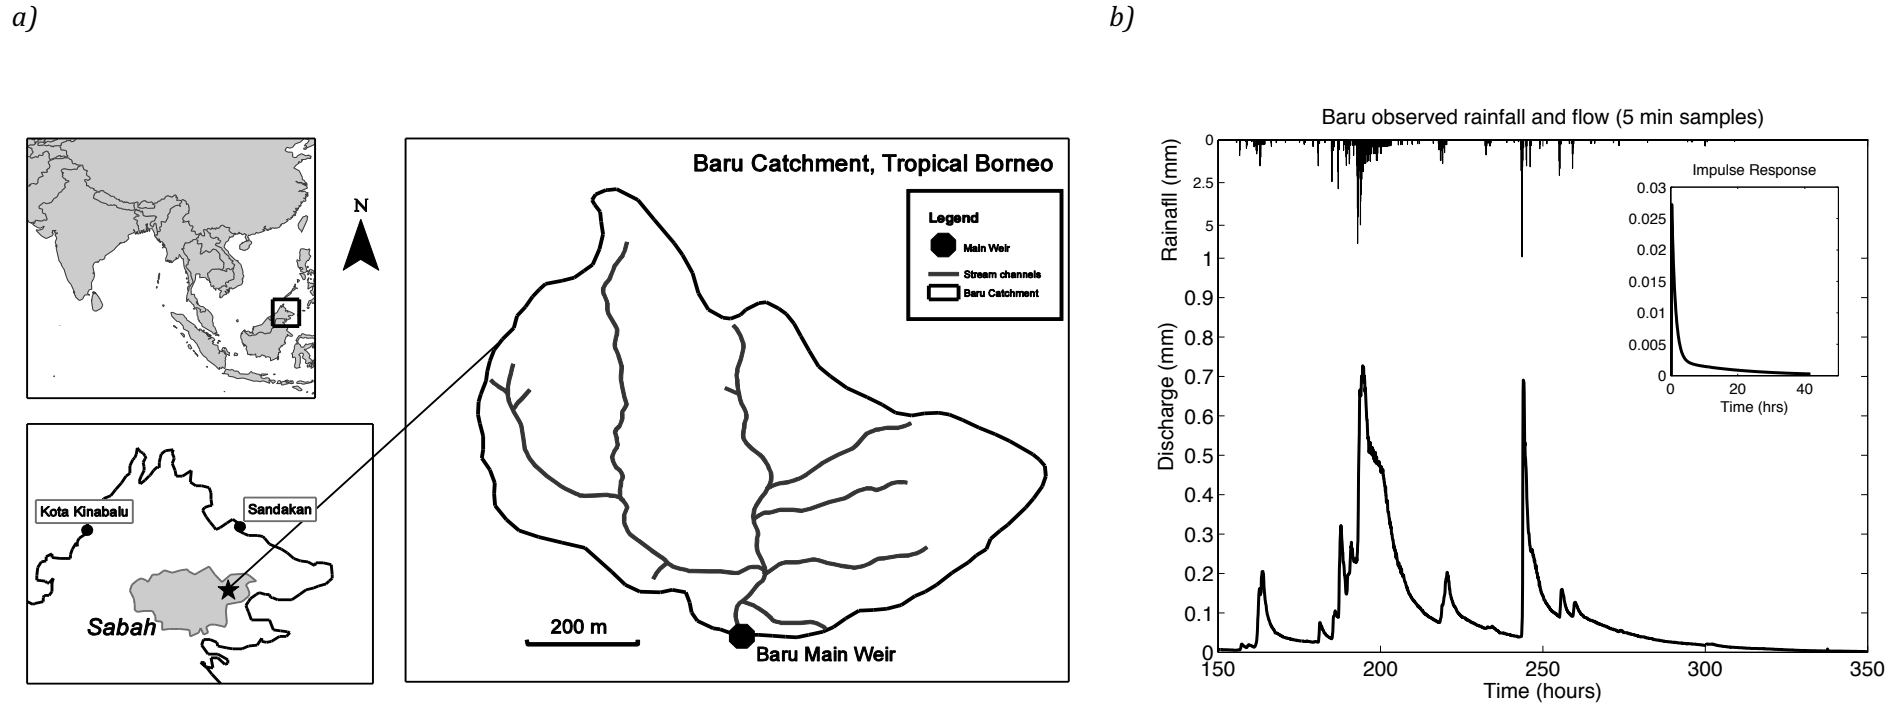 a)
b)
N
Baru Catchment, Tropical Borneo
Legend
Main Weir
Stream channels
Baru Catchment
Kota Kinabalu
Sandakan
Sabah
200 m
Baru Main Weir
Baru observed rainfall and flow (5 min samples)
Rainafll (mm)
0
2.5
5
Discharge (mm)
1
0.9
0.8
0.7
0.6
0.5
0.4
0.3
0.2
0.1
0
150
200
250
300
350
Time (hours)
Impulse Response
0.03
0.025
0.02
0.015
0.01
0.005
0
0
20
40
Time (hrs)